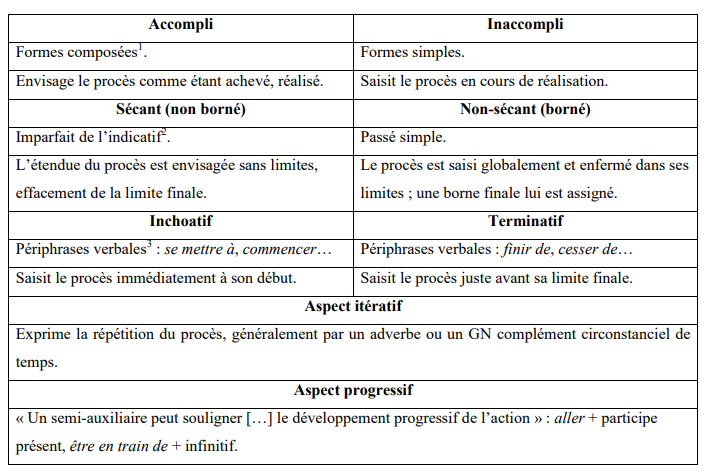 Accompli Inaccompli
Formes composées1. Formes simples.
Envisage le procès comme étant achevé, réalisé. Saisit le procès en cours de réalisation.
Sécant (non borné) Non-sécant (borné)
Imparfait de l’indicatif2. Passé simple.
L’étendue du procès est envisagée sans limites, Le procès est saisi globalement et enfermé dans ses
effacement de la limite finale. limites ; une borne finale lui est assigné.
Inchoatif Terminatif
Périphrases verbales3 : se mettre à, commencer… Périphrases verbales : finir de, cesser de…
Saisit le procès immédiatement à son début. Saisit le procès juste avant sa limite finale.
Aspect itératif
Exprime la répétition du procès, généralement par un adverbe ou un GN complément circonstanciel de
temps.
Aspect progressif
« Un semi-auxiliaire peut souligner […] le développement progressif de l’action » : aller + participe
présent, être en train de + infinitif.